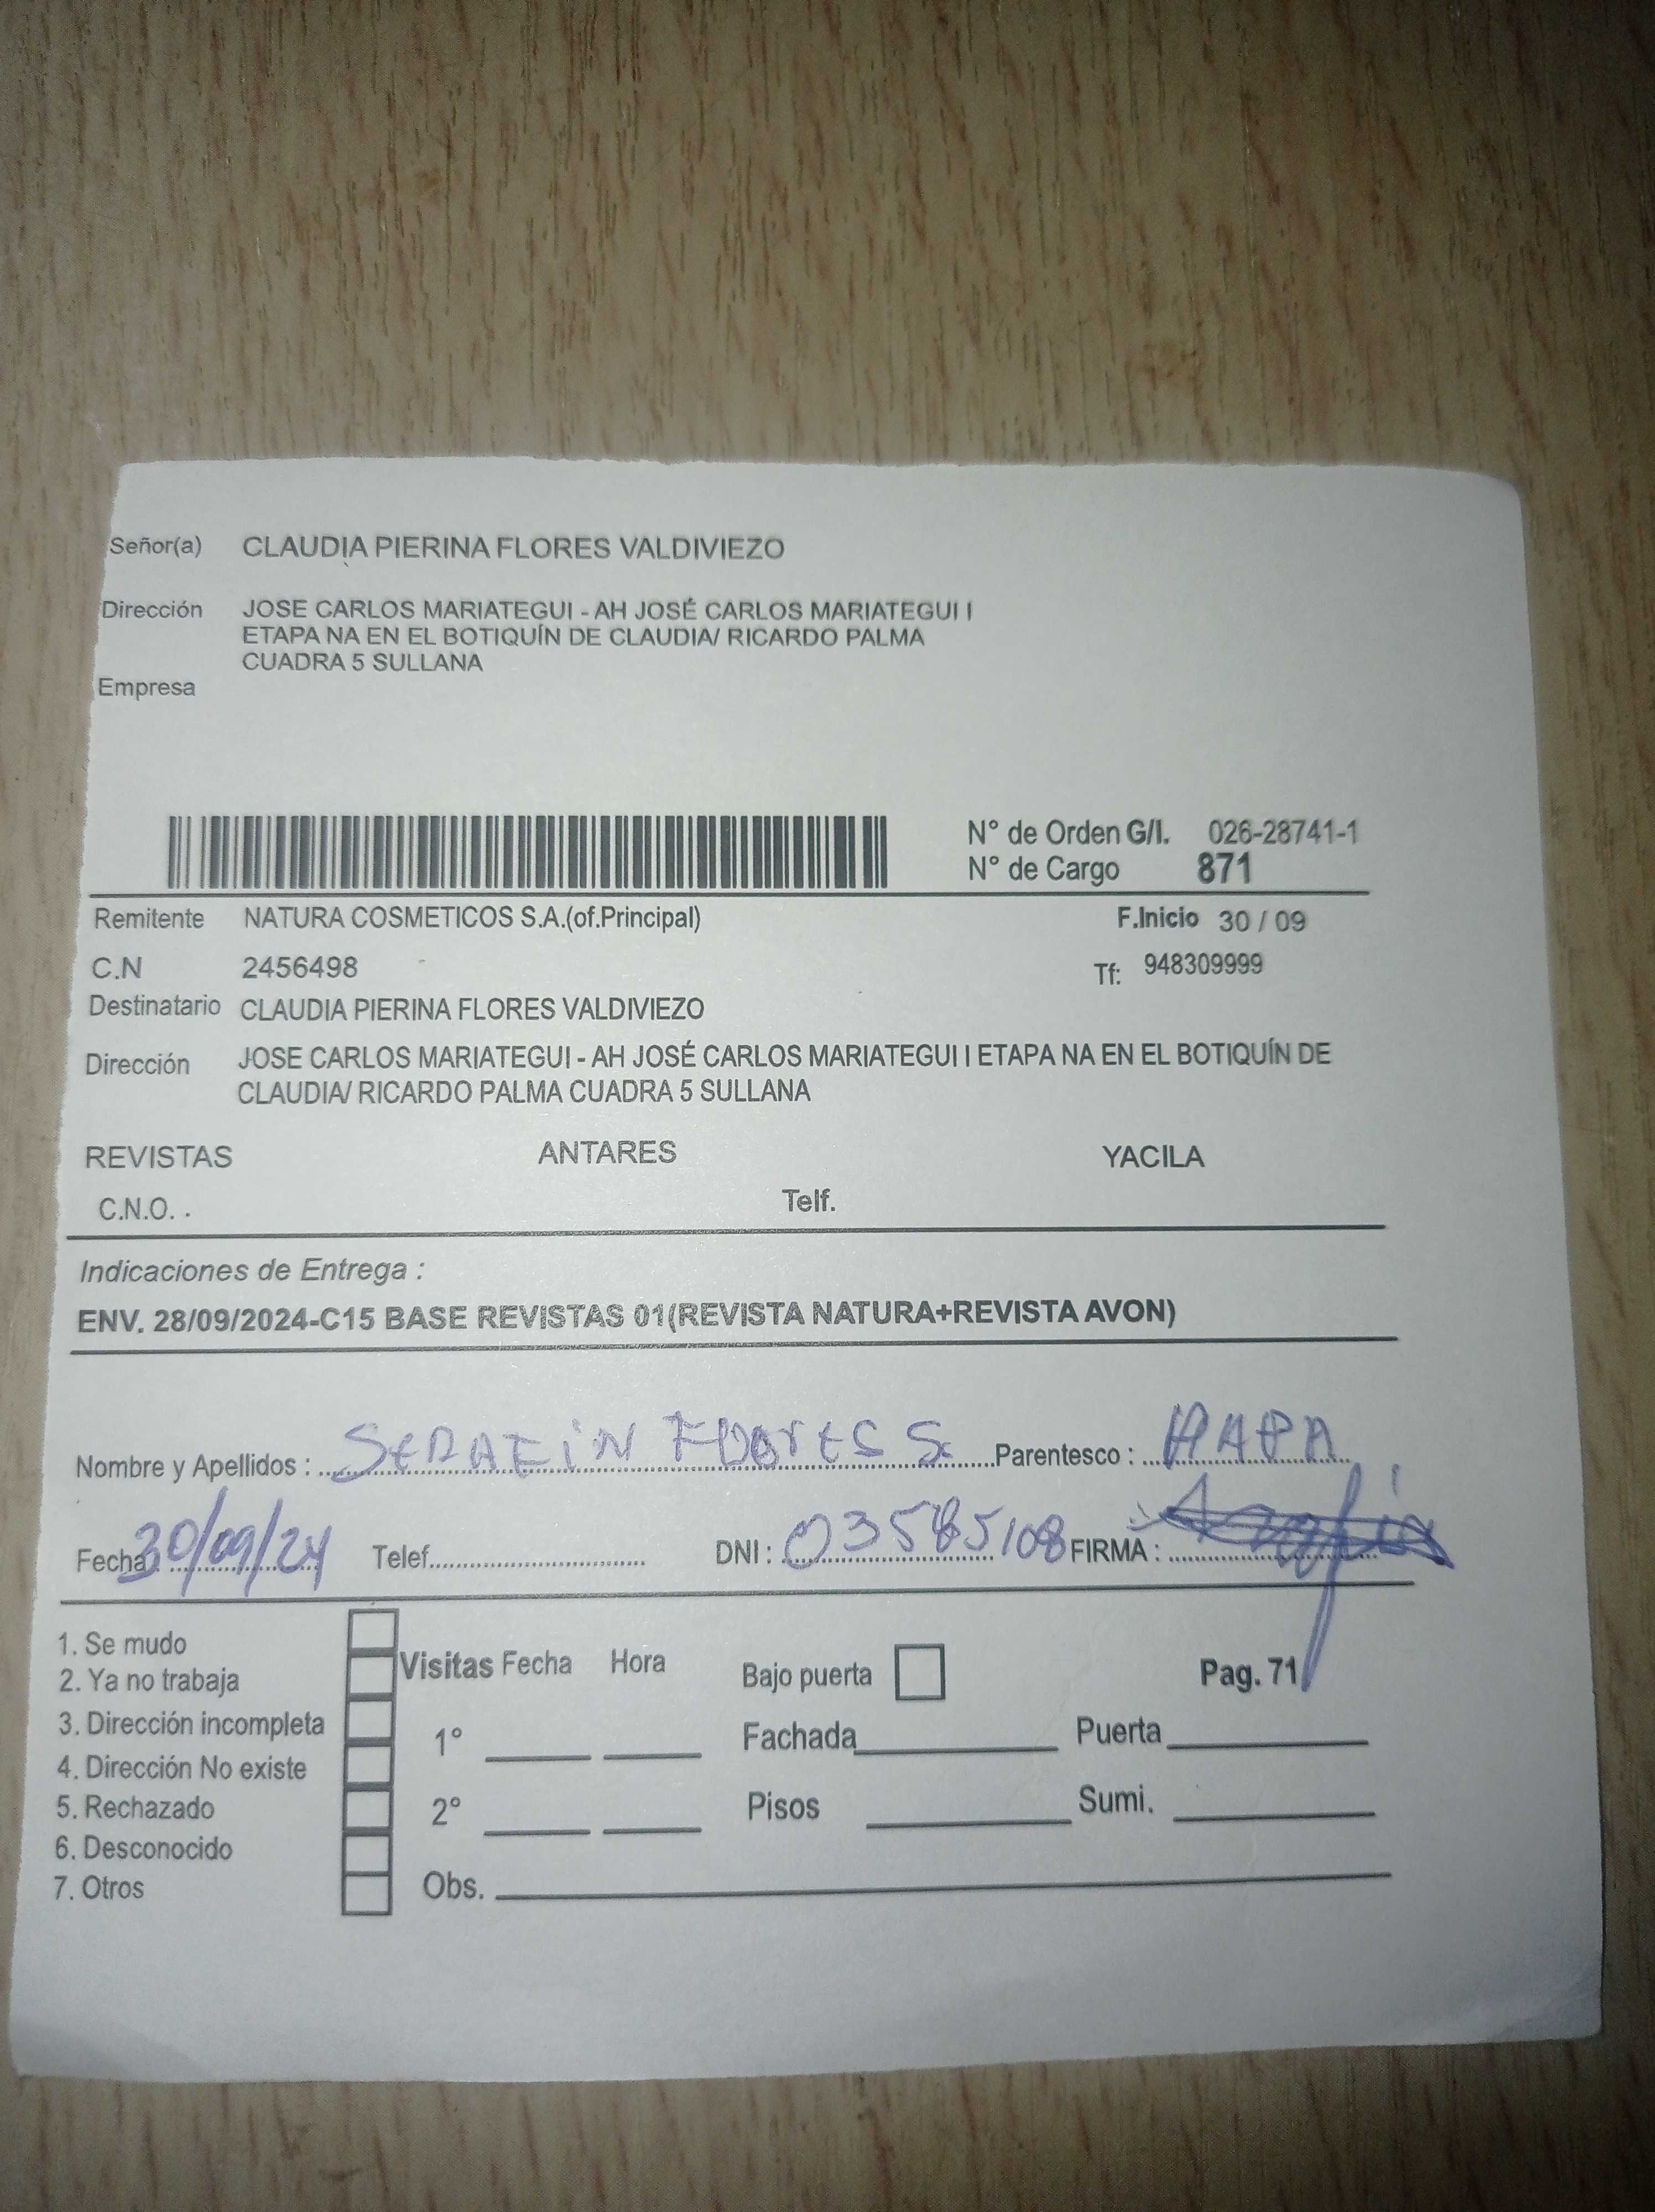 Señor(a) CLAUDIA PIERINA FLORES VALDIVIEZO
Dirección JOSE CARLOS MARIATEGUI - AH JOSÉ CARLOS MARIATEGUI I
ETAPA NA EN EL BOTIQUÍN DE CLAUDIA/ RICARDO PALMA
CUADRA 5 SULLANA
Empresa
N° de Orden G/I. 026-28741-1
N° de Cargo 871
Remitente NATURA COSMETICOS S.A.(of.Principal) F.Inicio 30 / 09
C.N 2456498 Tf: 948309999
Destinatario CLAUDIA PIERINA FLORES VALDIVIEZO
Dirección JOSE CARLOS MARIATEGUI - AH JOSÉ CARLOS MARIATEGUI I ETAPA NA EN EL BOTIQUÍN DE
CLAUDIA/ RICARDO PALMA CUADRA 5 SULLANA
REVISTAS ANTARES YACILA
C.N.O. . Telf.
Indicaciones de Entrega :
ENV. 28/09/2024-C15 BASE REVISTAS 01(REVISTA NATURA+REVISTA AVON)
Nombre y Apellidos : SERAFIN FLORES S. Parentesco : PAPA
Fecha: 30/09/24 Telef. DNI : 03585108 FIRMA :
1. Se mudo
2. Ya no trabaja
3. Dirección incompleta
4. Dirección No existe
5. Rechazado
6. Desconocido
7. Otros
Visitas Fecha Hora Bajo puerta Pag. 71
1° Fachada Puerta
2° Pisos Sumi.
Obs.